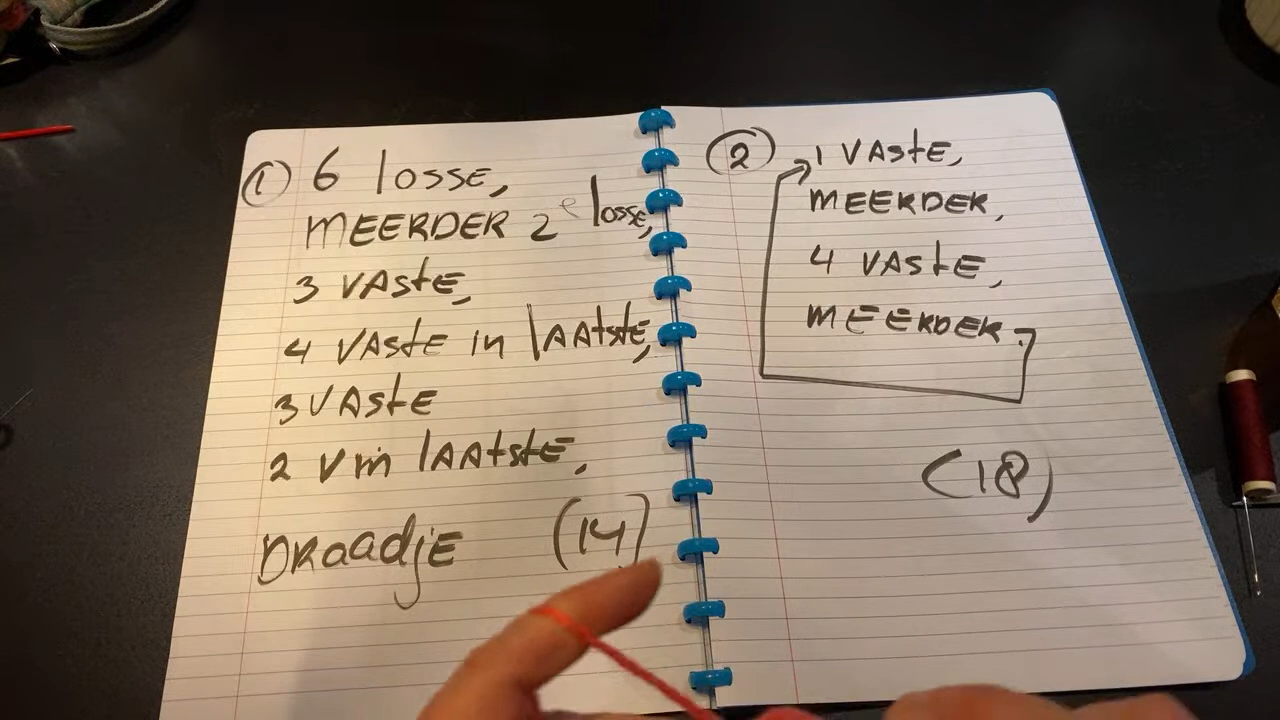 ① 6 losse,
MEERDER 2e losse,
3 VAstE,
4 VAstE in lAAtstE,
3 VAstE
2 V in lAAtstE,
DRaadjE (14)
② 1 VAstE,
MEERDER,
4 VAstE,
MEERDER.
(18)